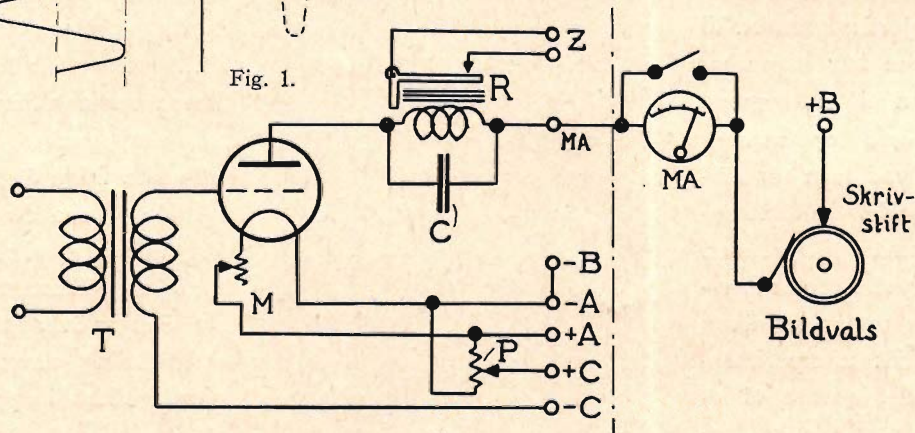 Fig. 1.
Z
R
MA
C
T
M
-B
-A
+A
P
+C
-C
MA
+B
Skriv-
stift
Bildvals